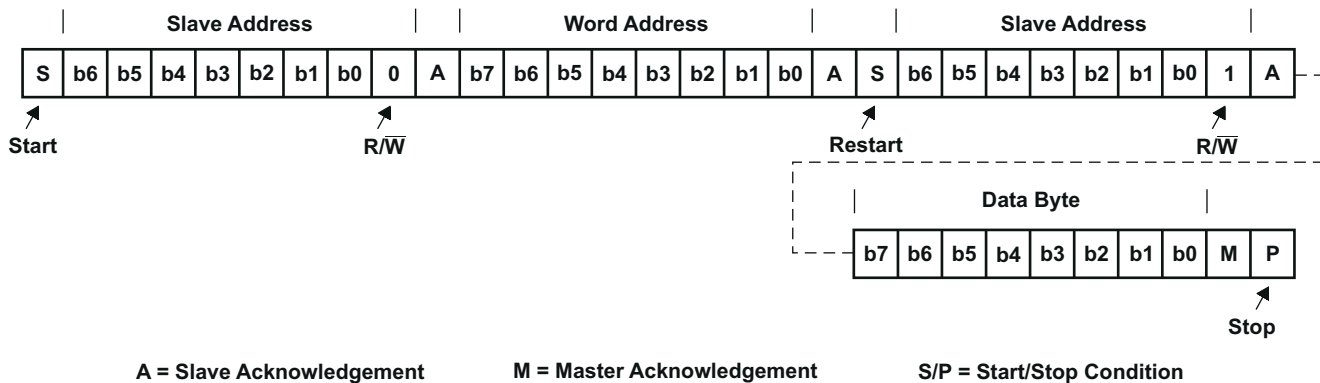 Slave Address Word Address Slave Address
S b6 b5 b4 b3 b2 b1 b0 0 A b7 b6 b5 b4 b3 b2 b1 b0 A S b6 b5 b4 b3 b2 b1 b0 1 A
Start R/W̅ Restart R/W̅
Data Byte
b7 b6 b5 b4 b3 b2 b1 b0 M P
Stop
A = Slave Acknowledgement M = Master Acknowledgement S/P = Start/Stop Condition